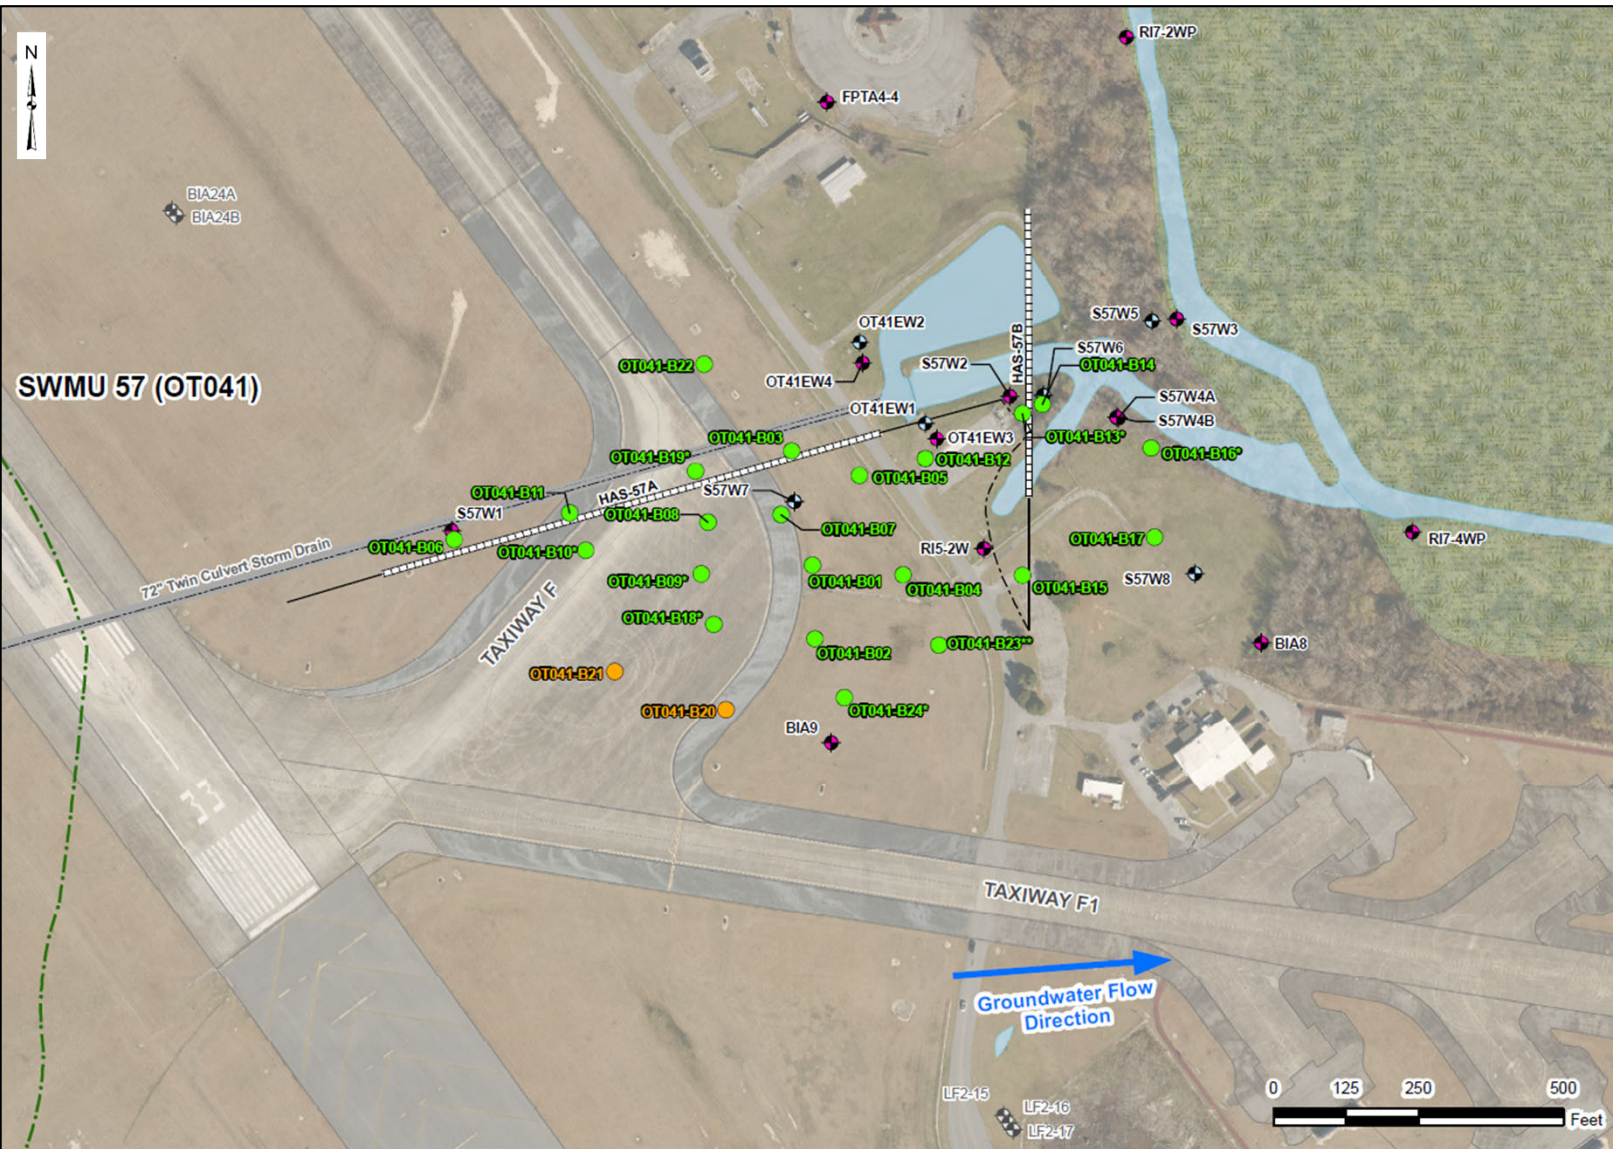 N
RI7-2WP
FPTA4-4
BIA24A
BIA24B
S57W5
S57W3
OT41EW2
HAS-57B
S57W6
S57W2
OT041-B14
OT041-B22
OT41EW4
SWMU 57 (OT041)
S57W4A
OT41EW1
S57W4B
OT041-B03
OT41EW3
OT041-B13*
OT041-B16*
OT041-B19*
OT041-B12
OT041-B05
HAS-57A
S57W7
OT041-B11
S57W1
OT041-B08
OT041-B07
OT041-B06
OT041-B10*
RI5-2W
OT041-B17
RI7-4WP
72" Twin Culvert Storm Drain
OT041-B09*
OT041-B01
OT041-B04
OT041-B15
S57W8
TAXIWAY F
OT041-B18*
OT041-B02
OT041-B23**
BIA8
OT041-B21
OT041-B20
OT041-B24*
BIA9
33
TAXIWAY F1
Groundwater Flow
Direction
LF2-15
LF2-16
LF2-17
0 125 250 500
Feet